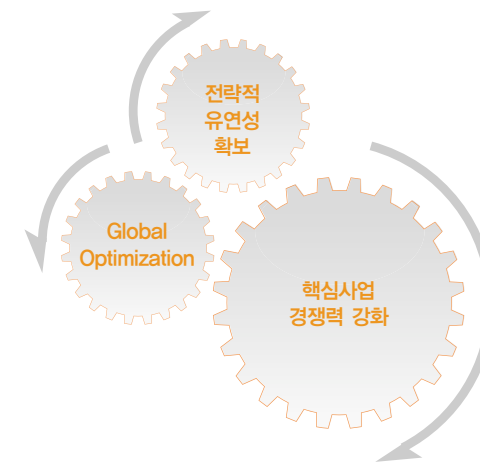 전략적
유연성
확보
Global
Optimization
핵심사업
경쟁력 강화